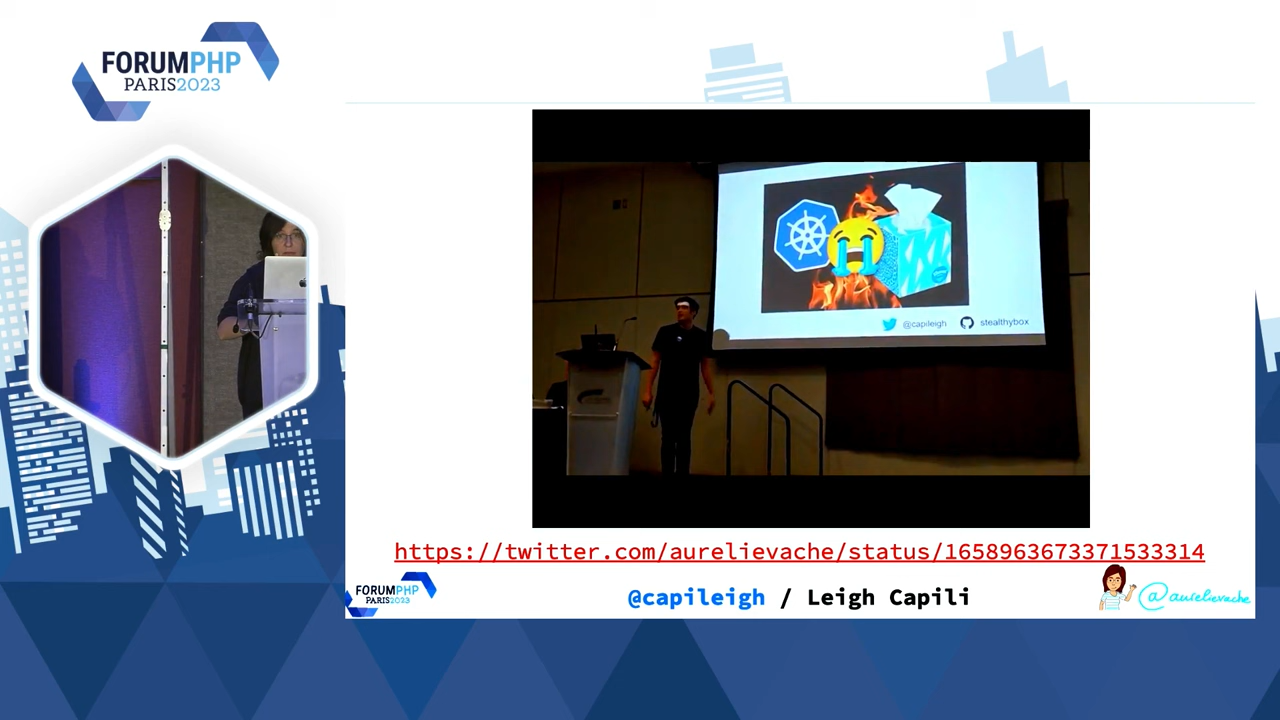 FORUMPHP
PARIS2023
@capileigh
stealthybox
https://twitter.com/aurelievache/status/1658963673371533314
FORUMPHP
PARIS2023
@capileigh / Leigh Capili
@aurelievache